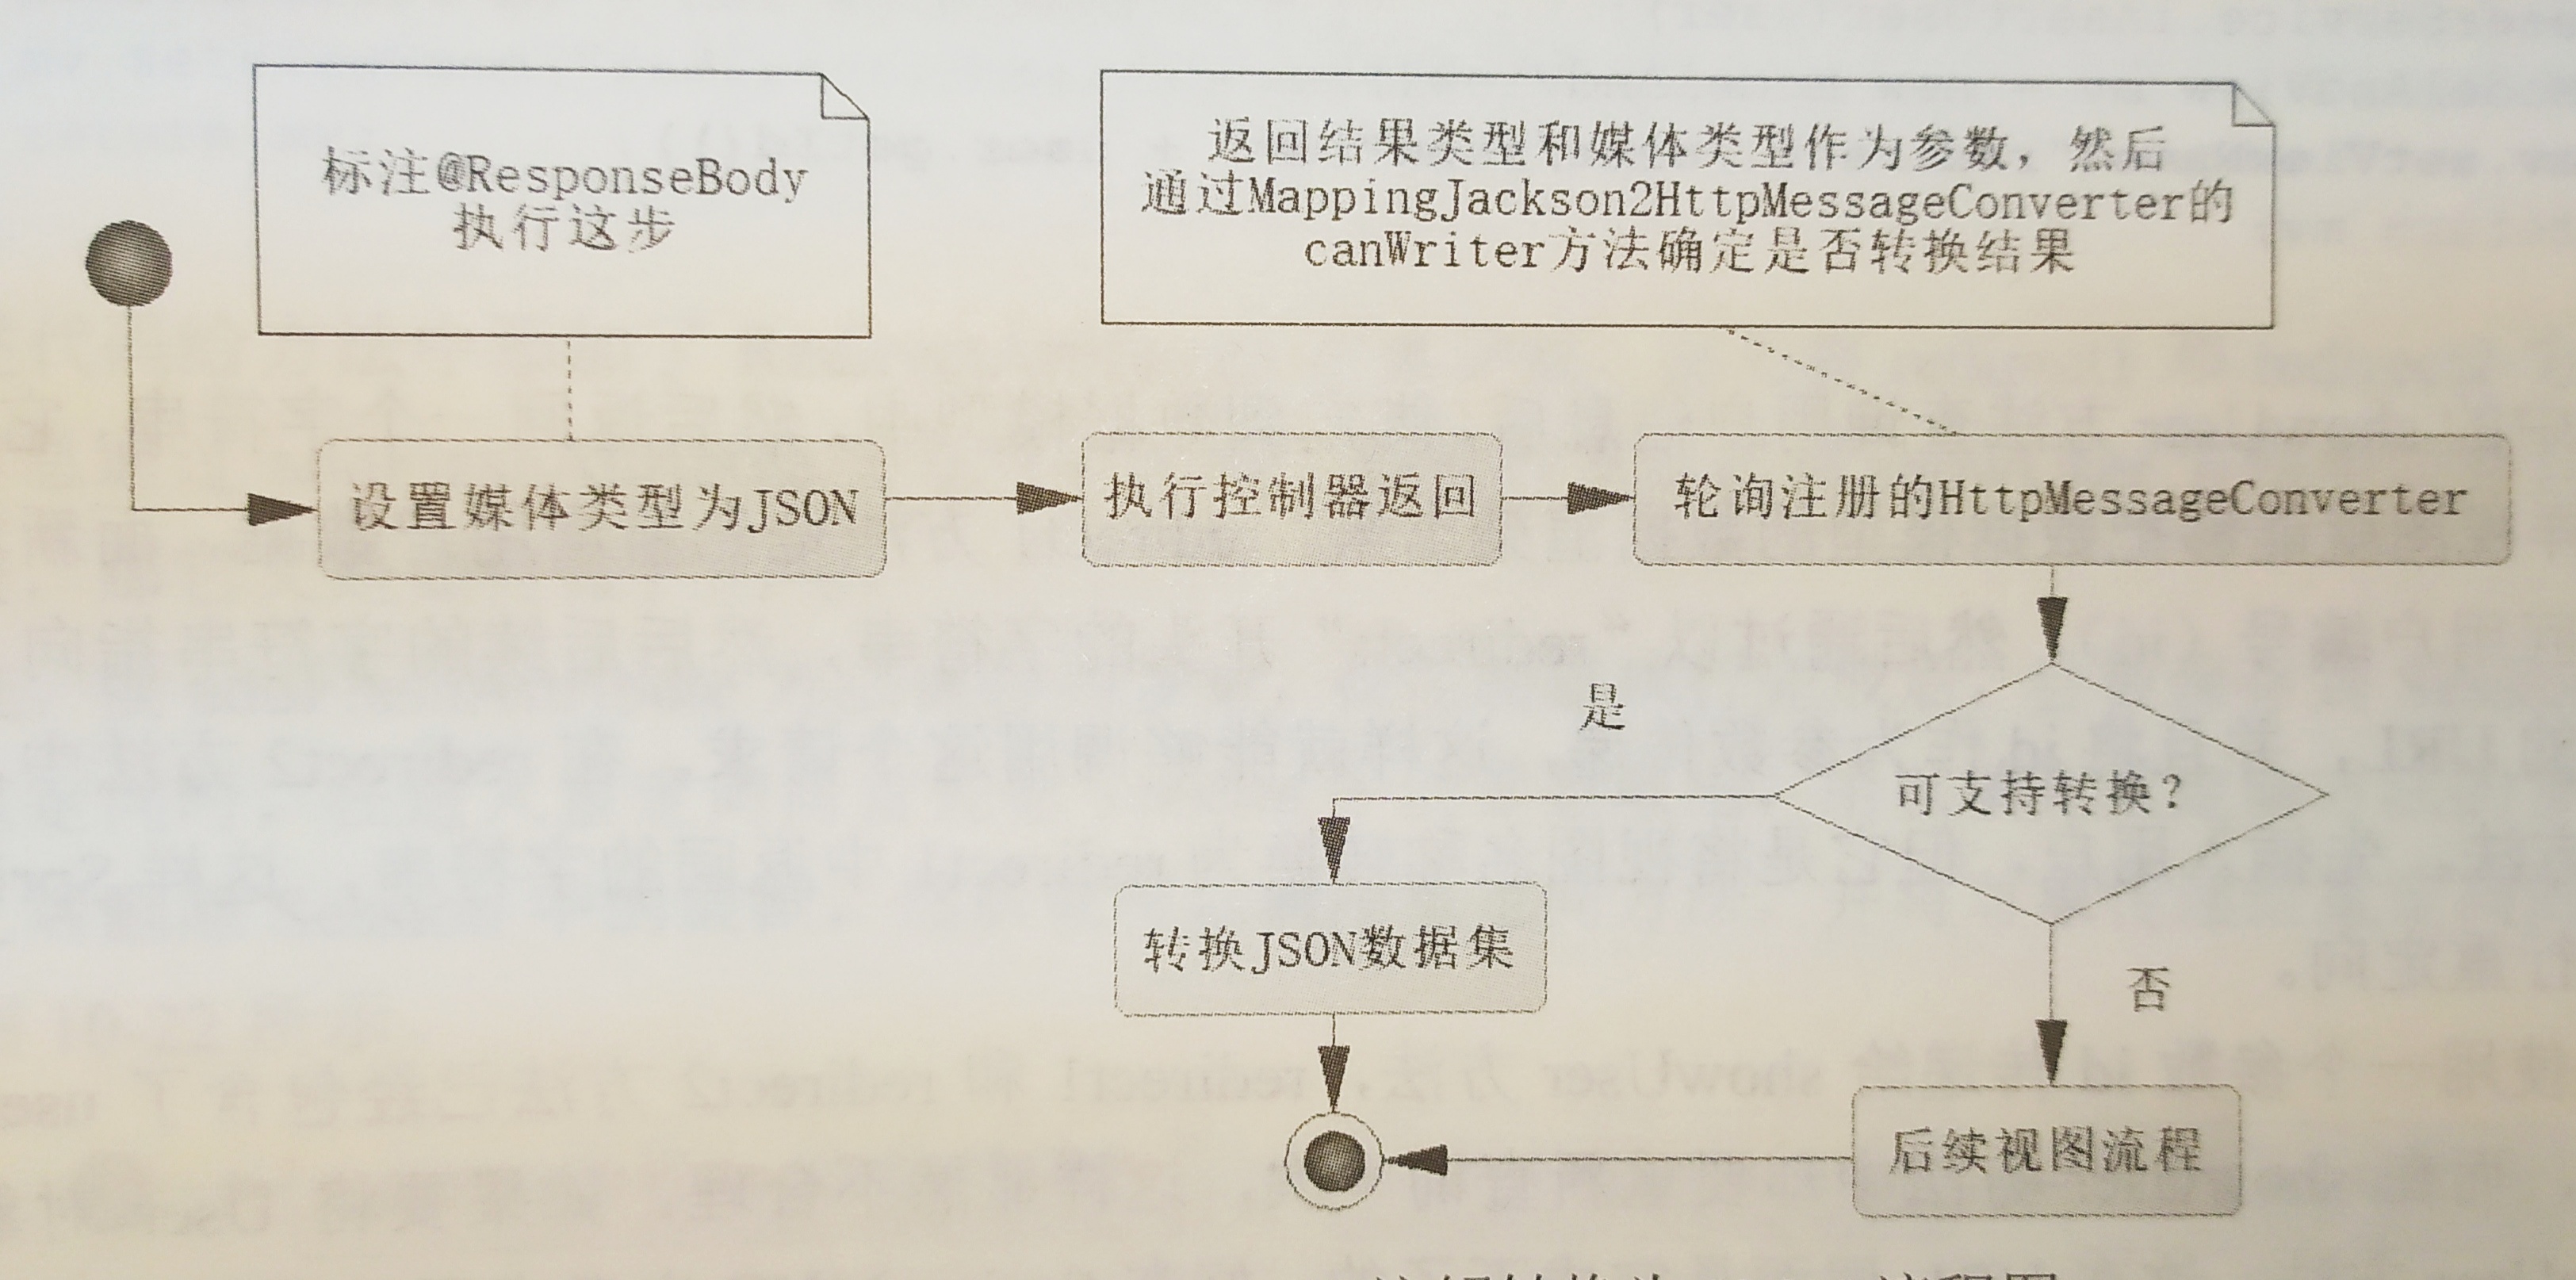 标注@ResponseBody
执行这步
返回结果类型和媒体类型作为参数，然后
通过MappingJackson2HttpMessageConverter的
canWriter方法确定是否转换结果
设置媒体类型为JSON
执行控制器返回
轮询注册的HttpMessageConverter
是
可支持转换?
转换JSON数据集
否
后续视图流程